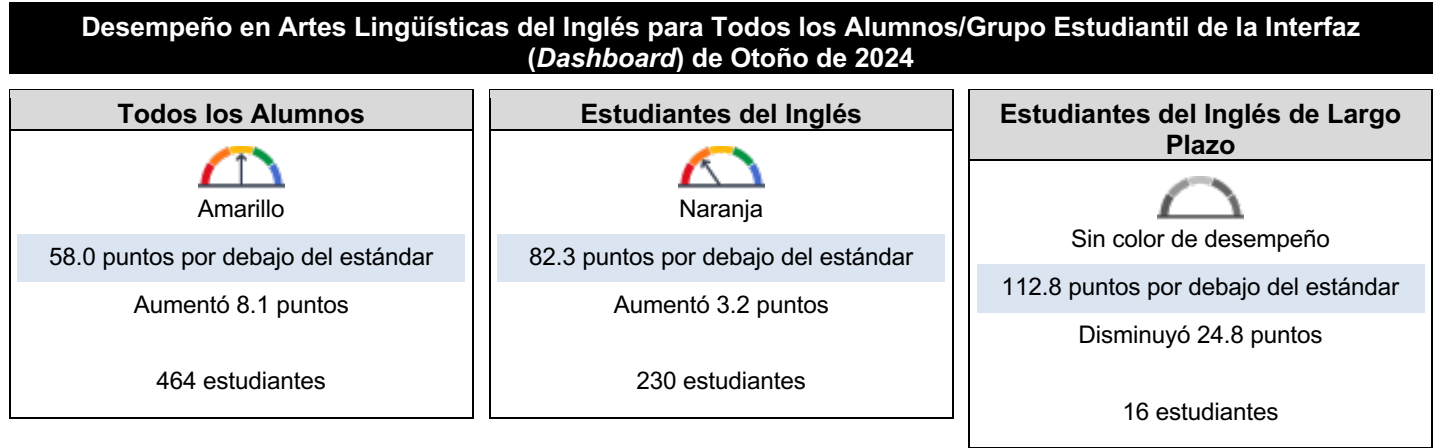 Desempeño en Artes Lingüísticas del Inglés para Todos los Alumnos/Grupo Estudiantil de la Interfaz
(Dashboard) de Otoño de 2024
Todos los Alumnos
Amarillo
58.0 puntos por debajo del estándar
Aumentó 8.1 puntos
464 estudiantes
Estudiantes del Inglés
Naranja
82.3 puntos por debajo del estándar
Aumentó 3.2 puntos
230 estudiantes
Estudiantes del Inglés de Largo
Plazo
Sin color de desempeño
112.8 puntos por debajo del estándar
Disminuyó 24.8 puntos
16 estudiantes